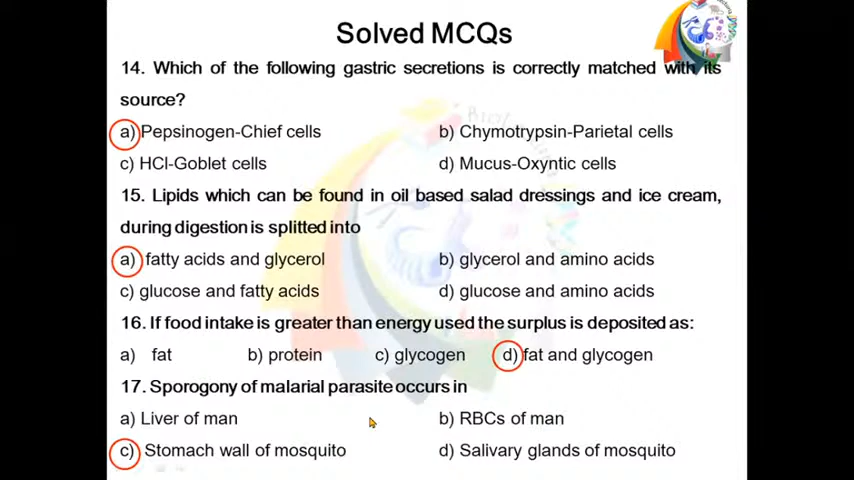 Solved MCQs
14. Which of the following gastric secretions is correctly matched with its
source?
a) Pepsinogen-Chief cells b) Chymotrypsin-Parietal cells
c) HCl-Goblet cells d) Mucus-Oxyntic cells
15. Lipids which can be found in oil based salad dressings and ice cream,
during digestion is splitted into
a) fatty acids and glycerol b) glycerol and amino acids
c) glucose and fatty acids d) glucose and amino acids
16. If food intake is greater than energy used the surplus is deposited as:
a) fat b) protein c) glycogen d) fat and glycogen
17. Sporogony of malarial parasite occurs in
a) Liver of man b) RBCs of man
c) Stomach wall of mosquito d) Salivary glands of mosquito